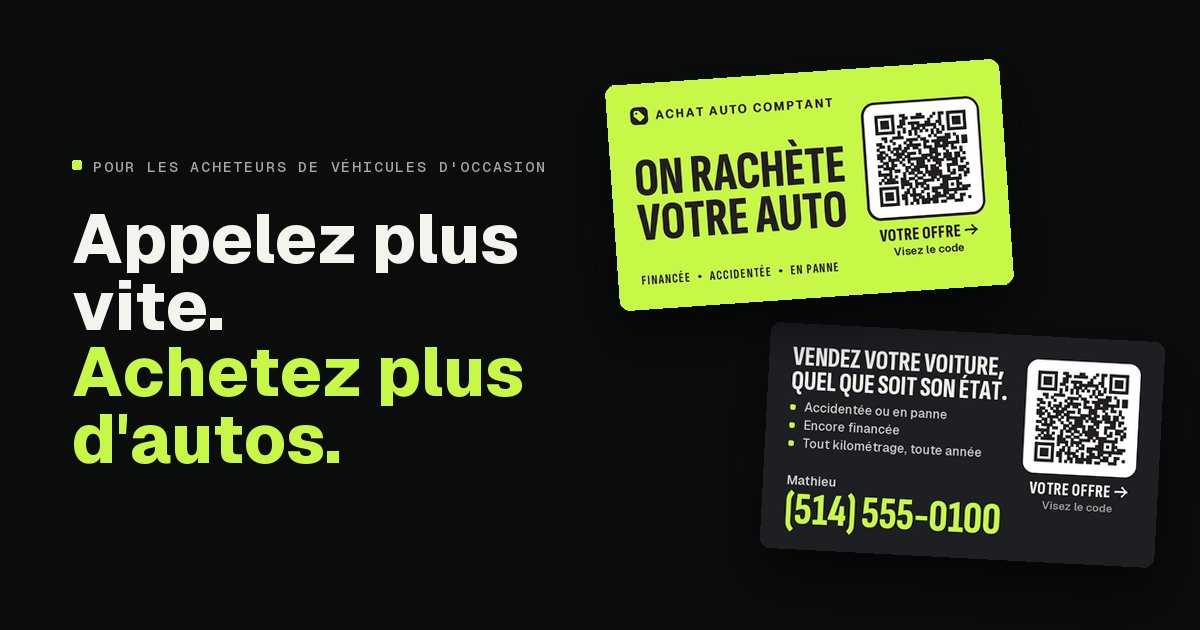 POUR LES ACHETEURS DE VÉHICULES D'OCCASION
Appelez plus
vite.
Achetez plus
d'autos.
ACHAT AUTO COMPTANT
ON RACHÈTE
VOTRE AUTO
FINANCÉE • ACCIDENTÉE • EN PANNE
VOTRE OFFRE →
Visez le code
VENDEZ VOTRE VOITURE,
QUEL QUE SOIT SON ÉTAT.
Accidentée ou en panne
Encore financée
Tout kilométrage, toute année
Mathieu
(514) 555-0100
VOTRE OFFRE →
Visez le code